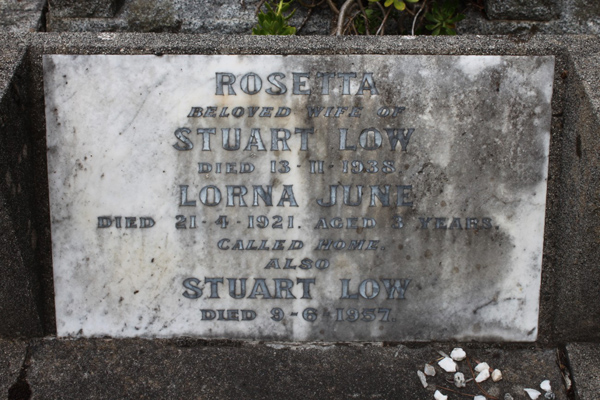 ROSETTA
BELOVED WIFE OF
STUART LOW
DIED 13-11-1938.
LORNA JUNE
DIED 21-4-1921. AGED 3 YEARS.
CALLED HOME.
ALSO
STUART LOW
DIED 9-6-1957.